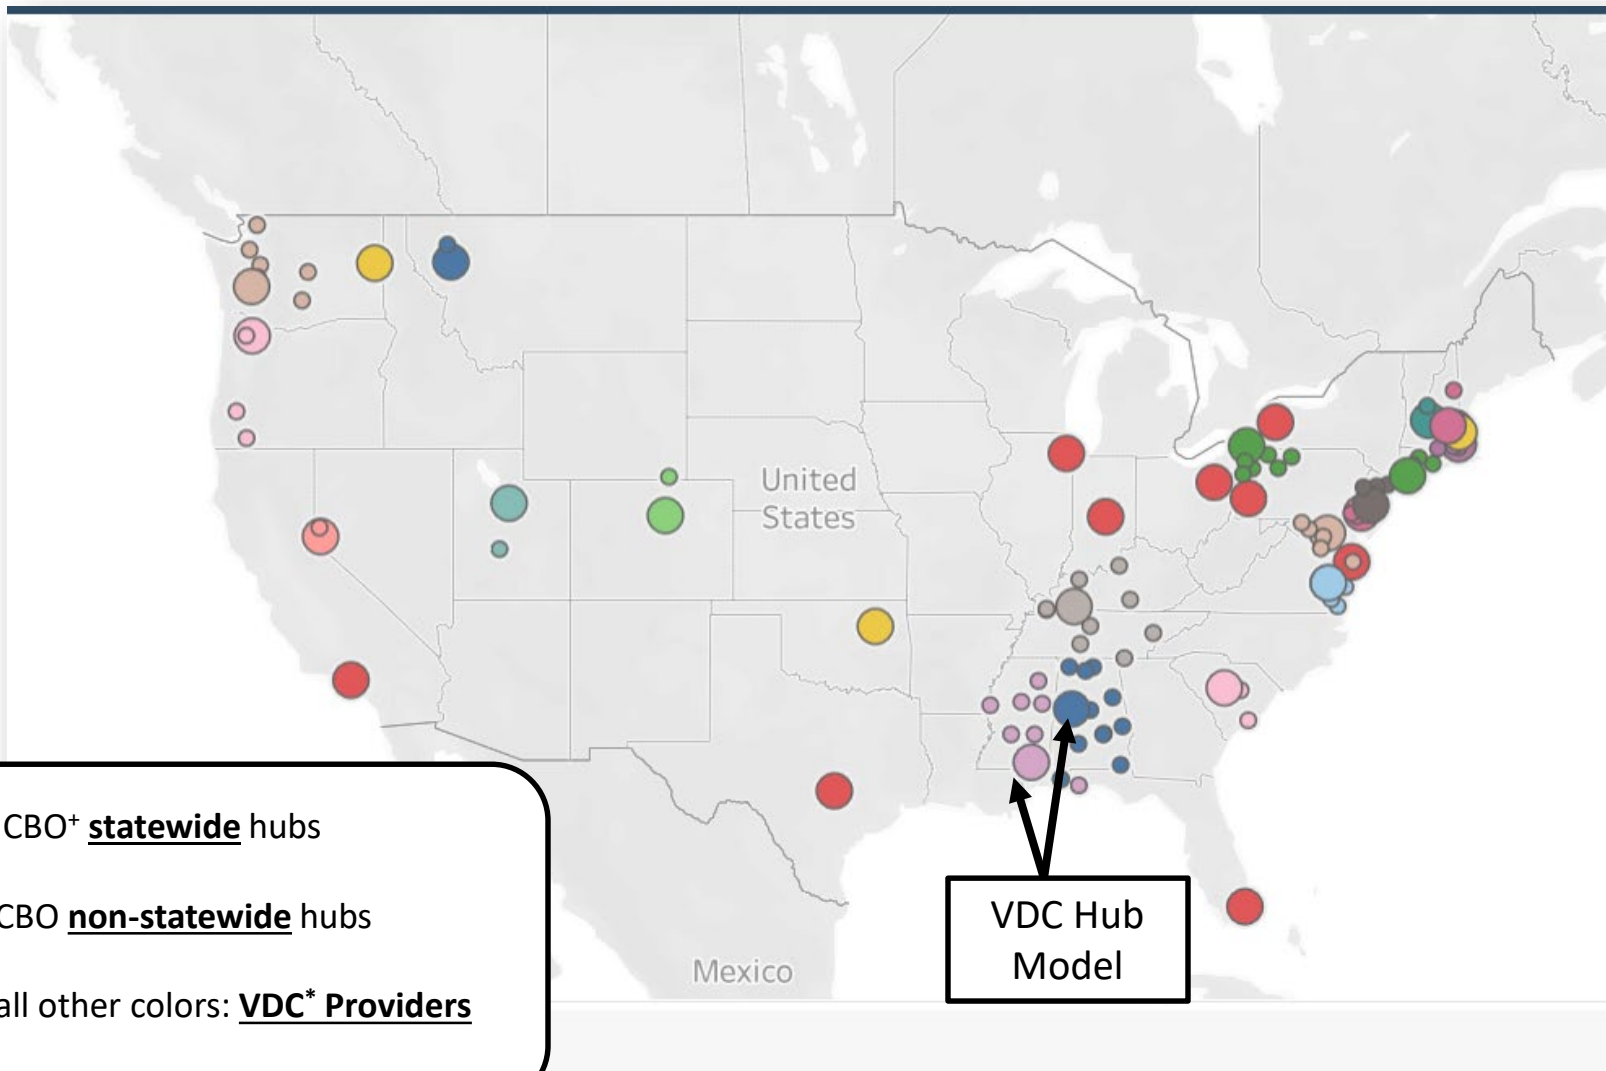 United
States
CBO⁺ statewide hubs
CBO non-statewide hubs
all other colors: VDC* Providers
VDC Hub
Model
Mexico